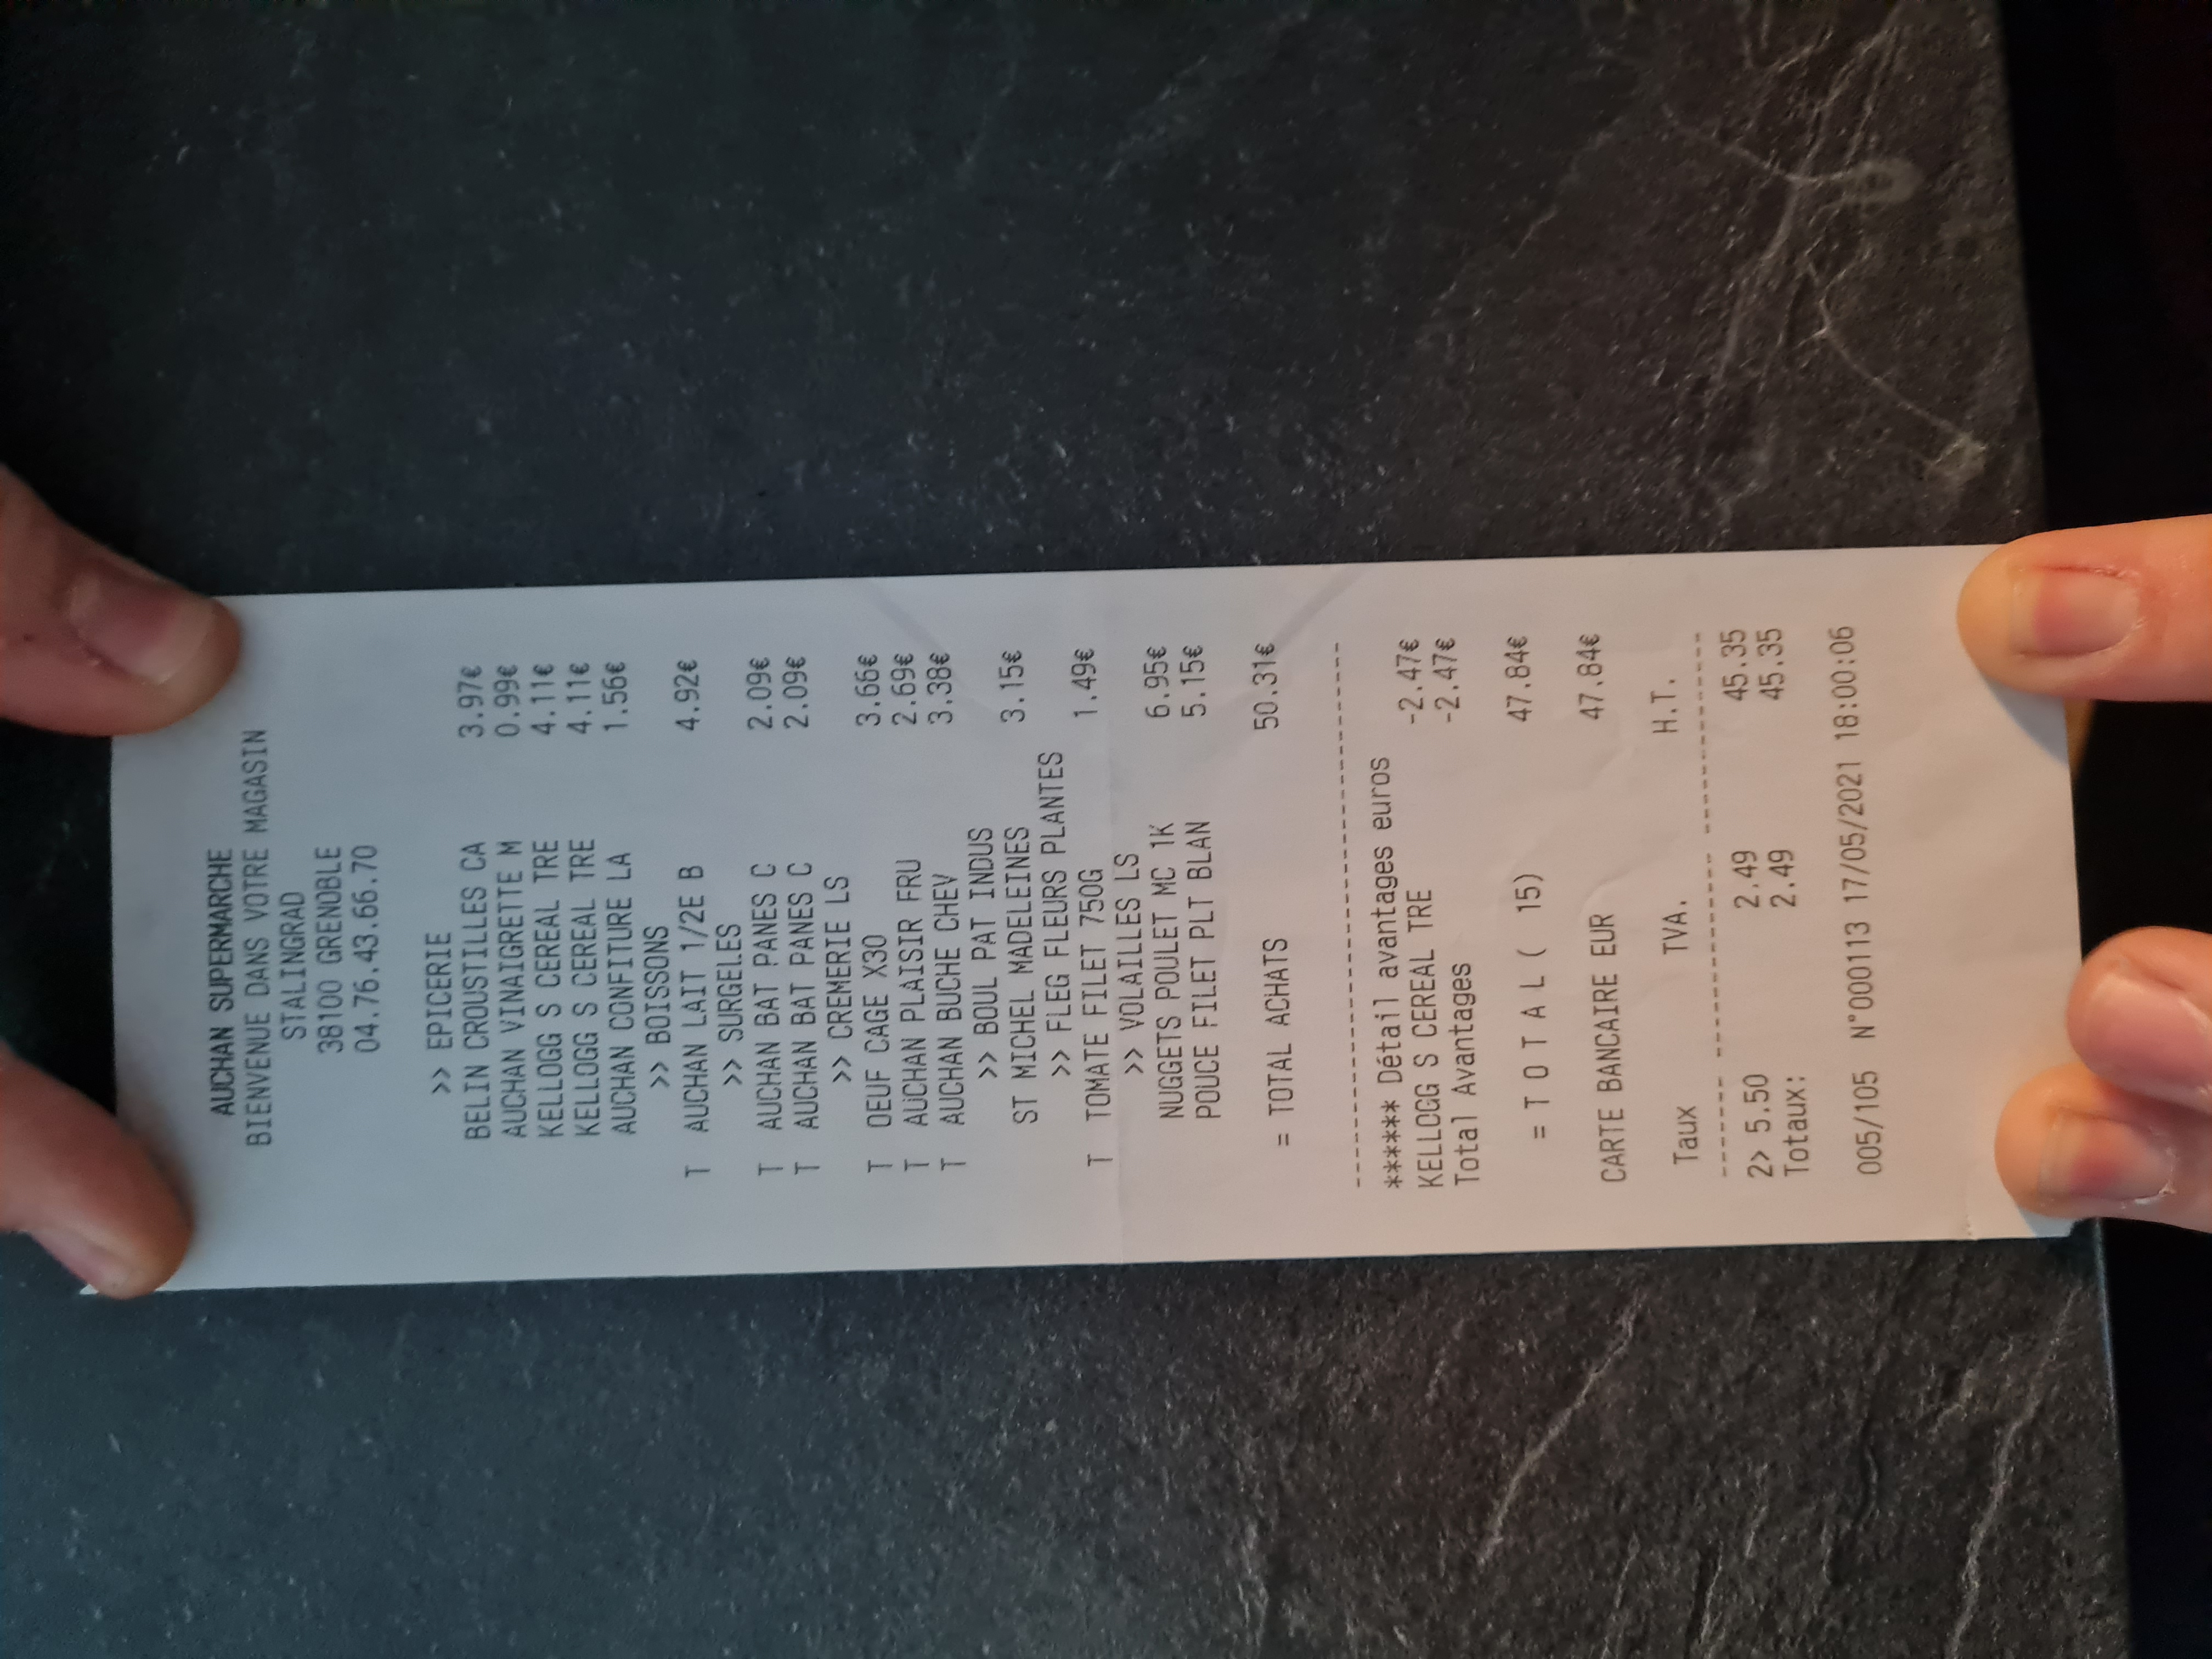 AUCHAN SUPERMARCHE
BIENVENUE DANS VOTRE MAGASIN
STALINGRAD
38100 GRENOBLE
04.76.43.66.70
>> EPICERIE
BELIN CROUSTILLES CA 3.97€
AUCHAN VINAIGRETTE M 0.99€
KELLOGG S CEREAL TRE 4.11€
KELLOGG S CEREAL TRE 4.11€
AUCHAN CONFITURE LA 1.56€
>> BOISSONS
T AUCHAN LAIT 1/2E B 4.92€
>> SURGELES
T AUCHAN BAT PANES C 2.09€
T AUCHAN BAT PANES C 2.09€
>> CREMERIE LS
T OEUF CAGE X30 3.66€
T AUCHAN PLAISIR FRU 2.69€
T AUCHAN BUCHE CHEV 3.38€
>> BOUL PAT INDUS
ST MICHEL MADELEINES 3.15€
>> FLEG FLEURS PLANTES
T TOMATE FILET 750G 1.49€
>> VOLAILLES LS
NUGGETS POULET MC 1K 6.95€
POUCE FILET PLT BLAN 5.15€
= TOTAL ACHATS 50.31€
------------------------------------
****** Détail avantages euros
KELLOGG S CEREAL TRE -2.47€
Total Avantages -2.47€
= T O T A L ( 15) 47.84€
CARTE BANCAIRE EUR 47.84€
Taux TVA. H.T.
------- -------------- --------------
2> 5.50 2.49 45.35
Totaux: 2.49 45.35
005/105 N°000113 17/05/2021 18:00:06